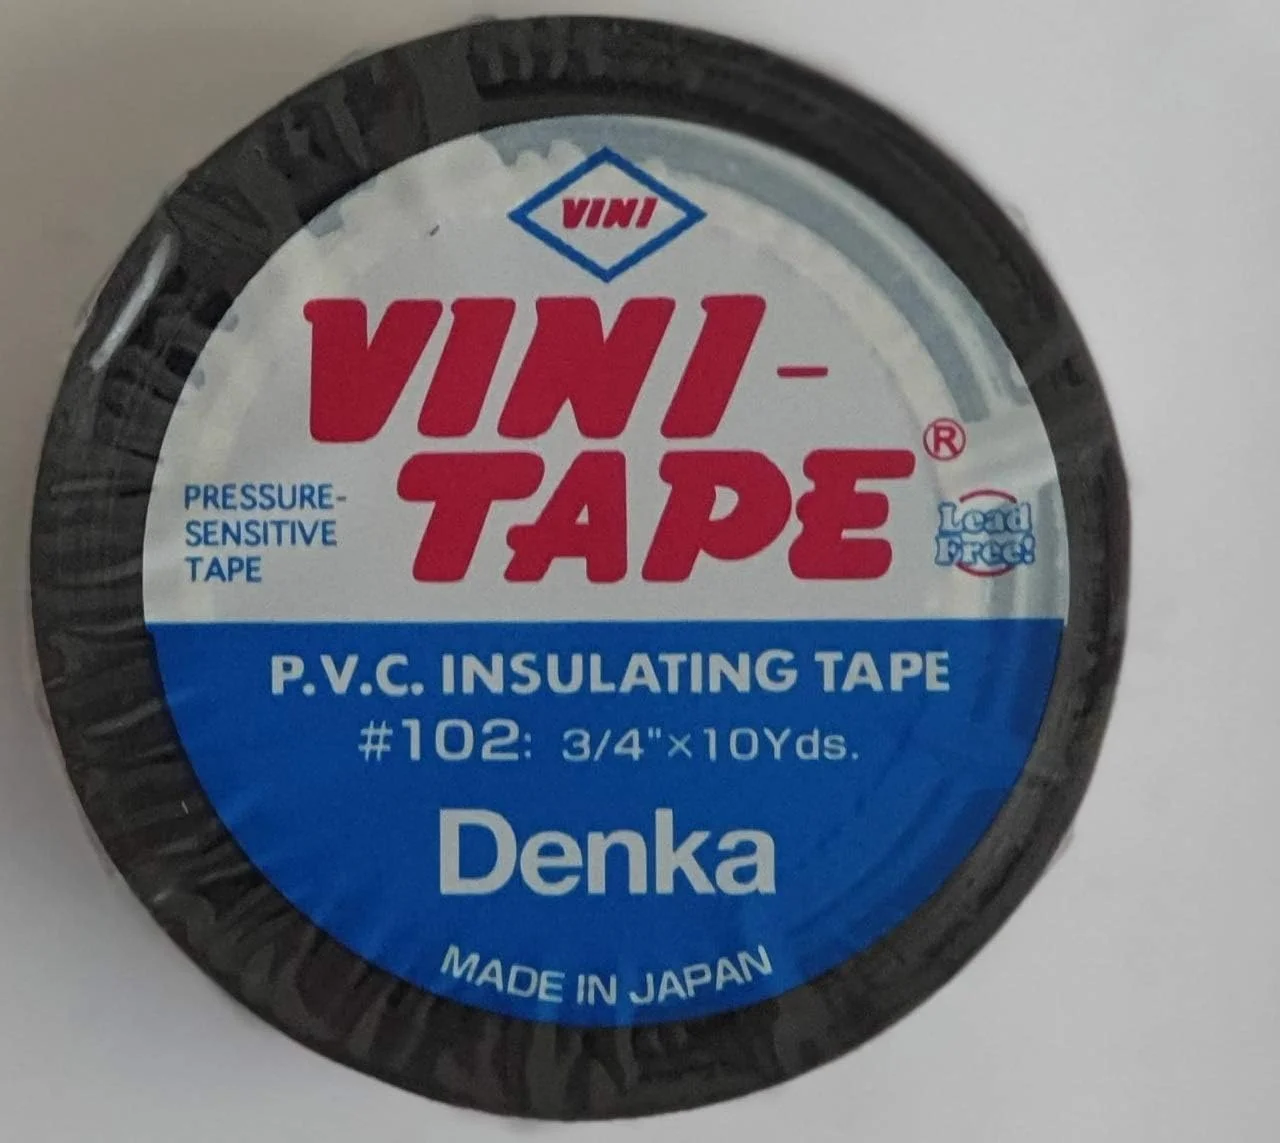 VINI
VINI-
TAPE®
PRESSURE-
SENSITIVE
TAPE
Lead
Free!
P.V.C. INSULATING TAPE
#102: 3/4"×10Yds.
Denka
MADE IN JAPAN